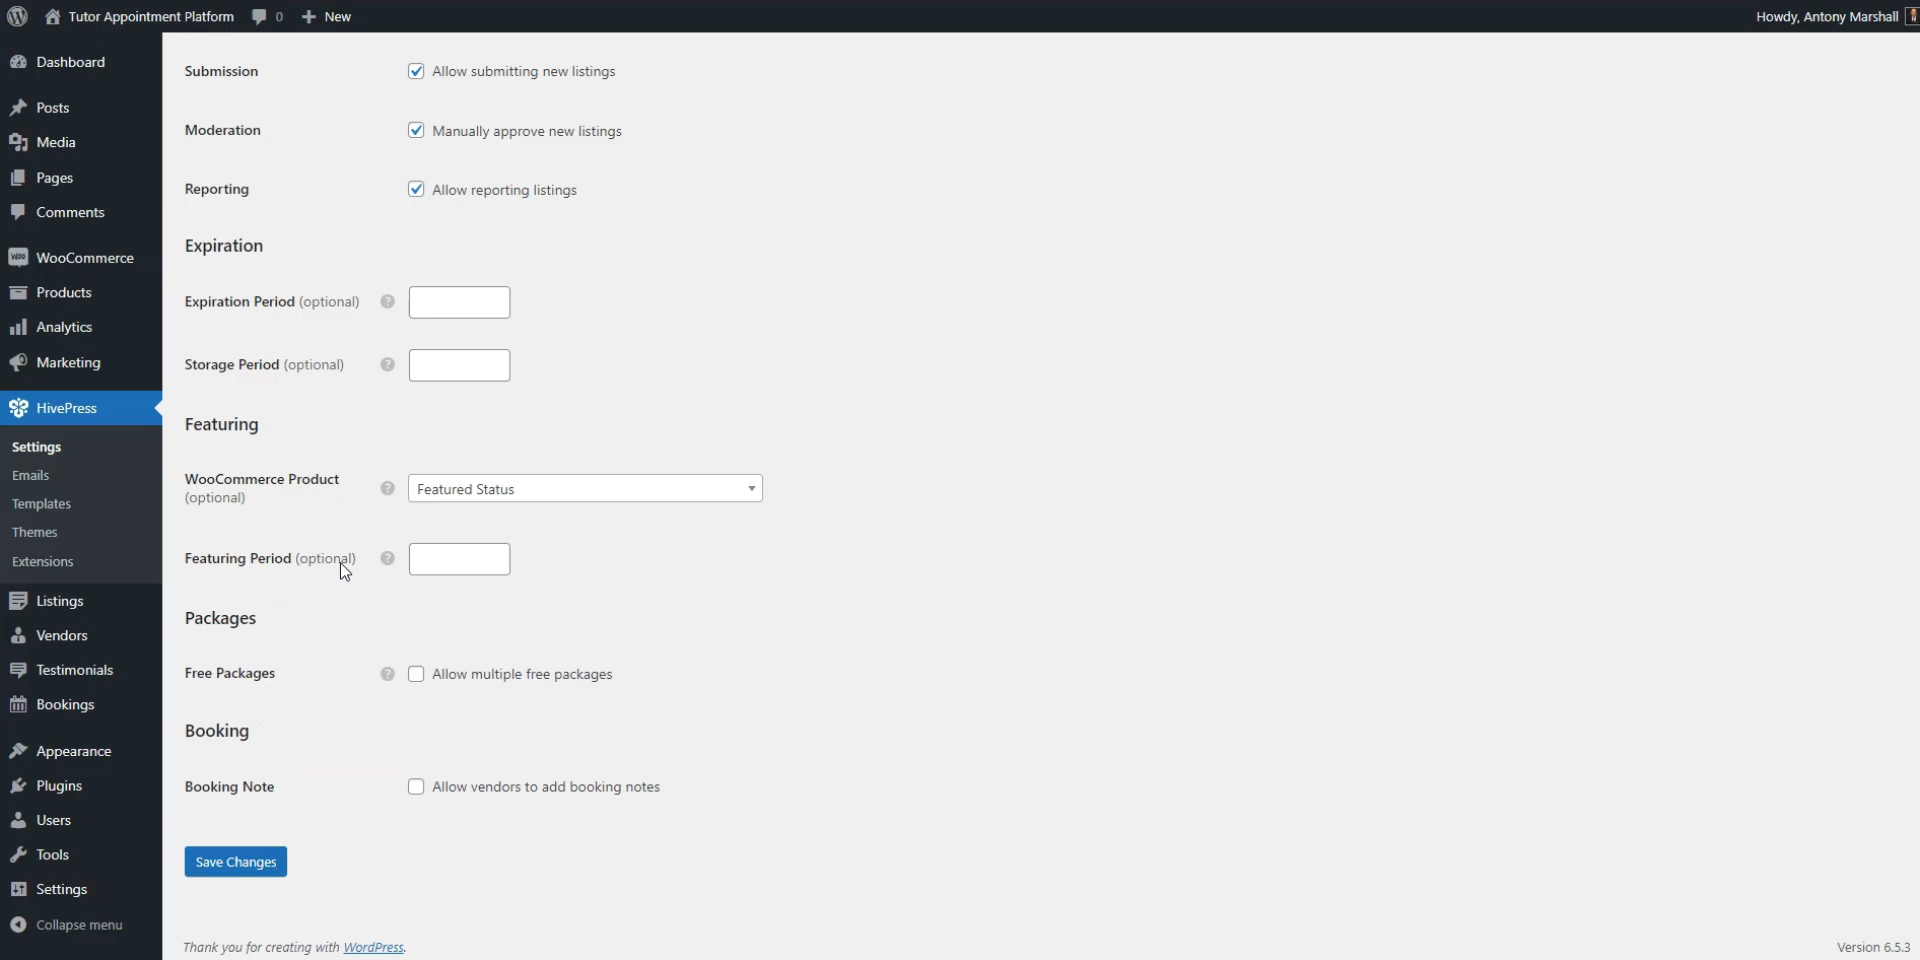 Tutor Appointment Platform 0 New Howdy, Antony Marshall
Dashboard
Posts
Media
Pages
Comments
WooCommerce
Products
Analytics
Marketing
HivePress
Settings
Emails
Templates
Themes
Extensions
Listings
Vendors
Testimonials
Bookings
Appearance
Plugins
Users
Tools
Settings
Collapse menu
Submission Allow submitting new listings
Moderation Manually approve new listings
Reporting Allow reporting listings
Expiration
Expiration Period (optional) ?
Storage Period (optional) ?
Featuring
WooCommerce Product
(optional) ? Featured Status
Featuring Period (optional) ?
Packages
Free Packages ? Allow multiple free packages
Booking
Booking Note Allow vendors to add booking notes
Save Changes
Thank you for creating with WordPress. Version 6.5.3